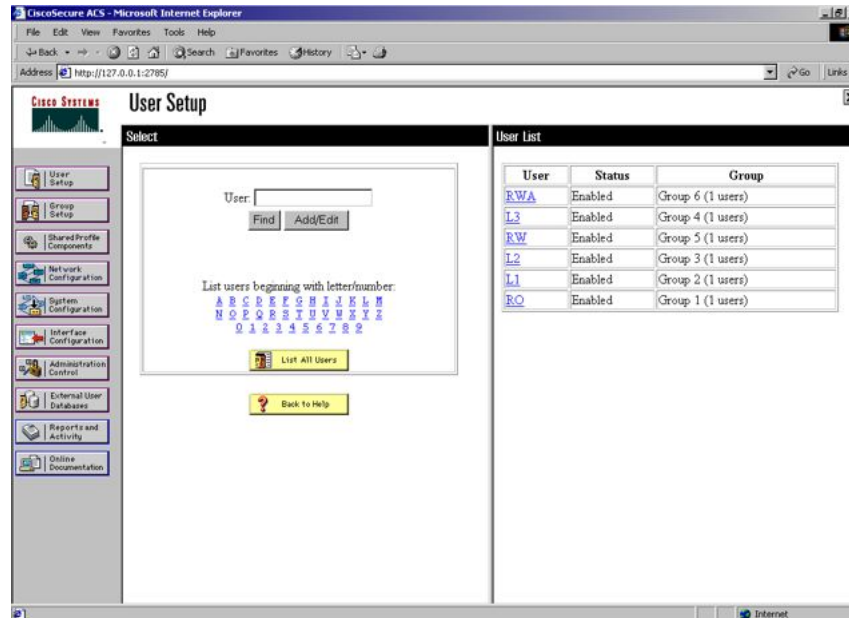 CiscoSecure ACS - Microsoft Internet Explorer
File Edit View Favorites Tools Help
Back Search Favorites History
Address http://127.0.0.1:2785/ Go Links
CISCO SYSTEMS
User Setup
Select
User List
User Setup
Group Setup
Shared Profile Components
Network Configuration
System Configuration
Interface Configuration
Administration Control
External User Databases
Reports and Activity
Online Documentation
User:
Find Add/Edit
List users beginning with letter/number:
A B C D E F G H I J K L M
N O P Q R S T U V W X Y Z
0 1 2 3 4 5 6 7 8 9
List All Users
Back to Help
User Status Group
RWA Enabled Group 6 (1 users)
L3 Enabled Group 4 (1 users)
RW Enabled Group 5 (1 users)
L2 Enabled Group 3 (1 users)
L1 Enabled Group 2 (1 users)
RO Enabled Group 1 (1 users)
Internet